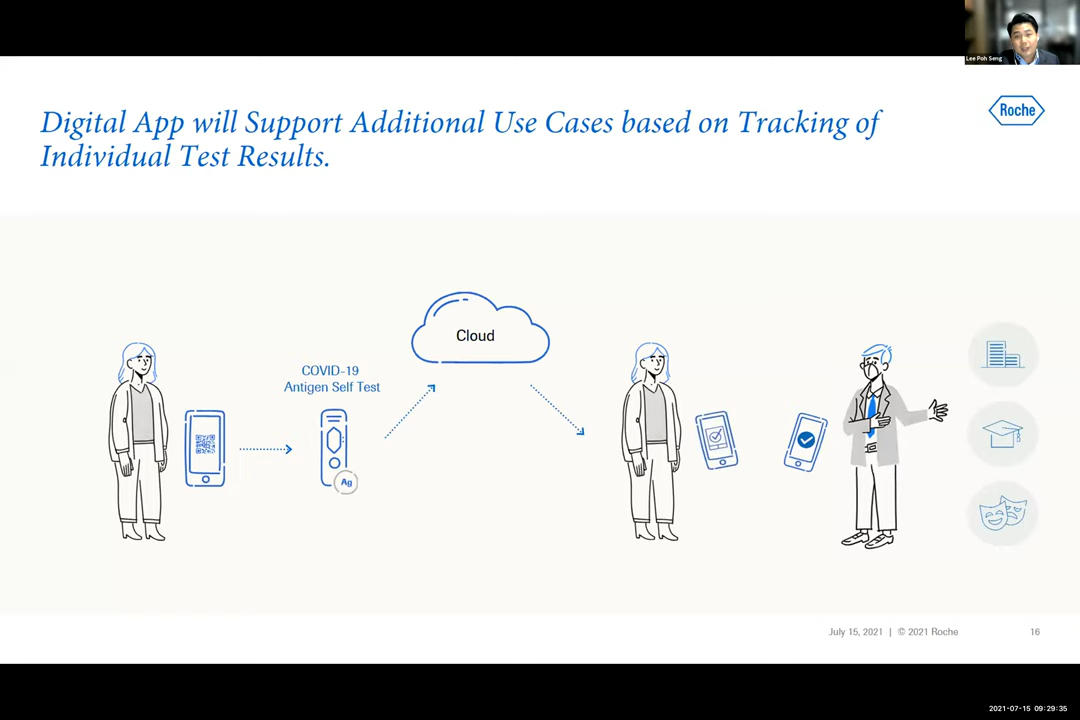 Lee Poh Seng
Roche
Digital App will Support Additional Use Cases based on Tracking of
Individual Test Results.
Cloud
COVID-19
Antigen Self Test
Ag
July 15, 2021 | © 2021 Roche
16
2021-07-15 09:29:35